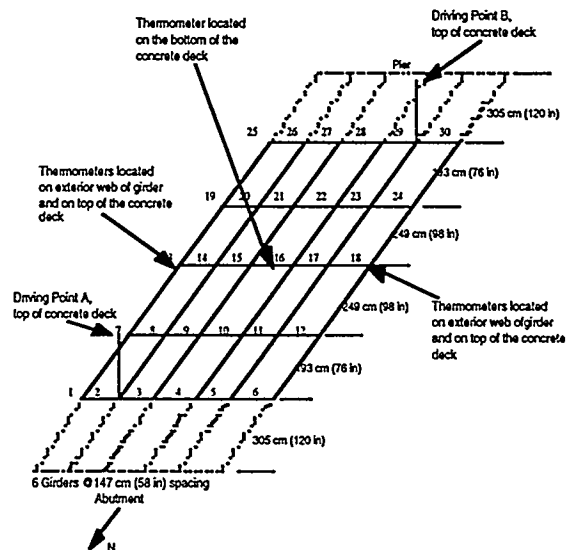 Driving Point B,
top of concrete deck
Thermometer located
on the bottom of the
concrete deck
Pier
305 cm (120 in)
25 26 27 28 29 30
Thermometers located
on exterior web of girder
and on top of the concrete
deck
193 cm (76 in)
19 20 21 22 23 24
249 cm (98 in)
14 15 16 17 18
Driving Point A,
top of concrete deck
249 cm (98 in)
Thermometers located
on exterior web of girder
and on top of the concrete
deck
7 8 9 10 11 12
193 cm (76 in)
1 2 3 4 5 6
305 cm (120 in)
6 Girders @147 cm (58 in) spacing
Abutment
N